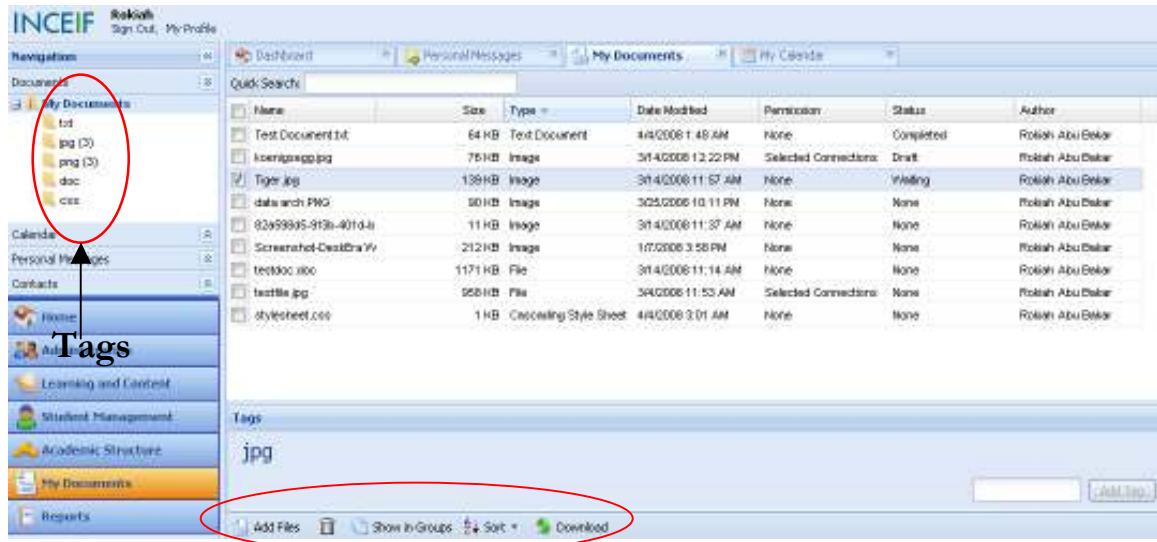 INCEIF Rokiah
Sign Out, My Profile
Navigation
Documents
My Documents
txt
jpg (3)
png (3)
doc
css
Calendar
Personal Messages
Contacts
Home
Learning and Content
Student Management
Academic Structure
My Documents
Reports
Tags
Dashboard Personal Messages My Documents My Calendar
Quick Search:
Name Size Type Date Modified Permission Status Author
Test Document.txt 64 KB Text Document 4/4/2008 1:48 AM None Completed Rokiah Abu Bakar
koenigsegg.jpg 76 KB Image 3/14/2008 12:22 PM Selected Connections Draft Rokiah Abu Bakar
Tiger.jpg 139 KB Image 3/14/2008 11:57 AM None Waiting Rokiah Abu Bakar
data arch.PNG 90 KB Image 3/25/2008 10:11 PM None None Rokiah Abu Bakar
11 KB Image 3/14/2008 11:37 AM None None Rokiah Abu Bakar
Screenshot-DeskEra 212 KB Image 1/7/2008 3:58 PM None None Rokiah Abu Bakar
1171 KB File 3/14/2008 11:14 AM None None Rokiah Abu Bakar
testfile.jpg 958 KB File 3/4/2008 11:53 AM Selected Connections None Rokiah Abu Bakar
stylesheet.css 1 KB Cascading Style Sheet 4/4/2008 3:01 AM None None Rokiah Abu Bakar
Tags
jpg
Add Tag
Add Files Show in Groups Sort Download